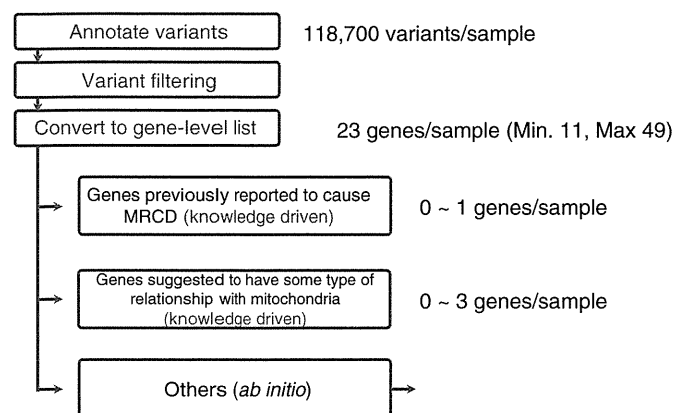 Annotate variants
118,700 variants/sample
Variant filtering
Convert to gene-level list
23 genes/sample (Min. 11, Max 49)
Genes previously reported to cause
MRCD (knowledge driven)
0 ~ 1 genes/sample
Genes suggested to have some type of
relationship with mitochondria
(knowledge driven)
0 ~ 3 genes/sample
Others (ab initio)